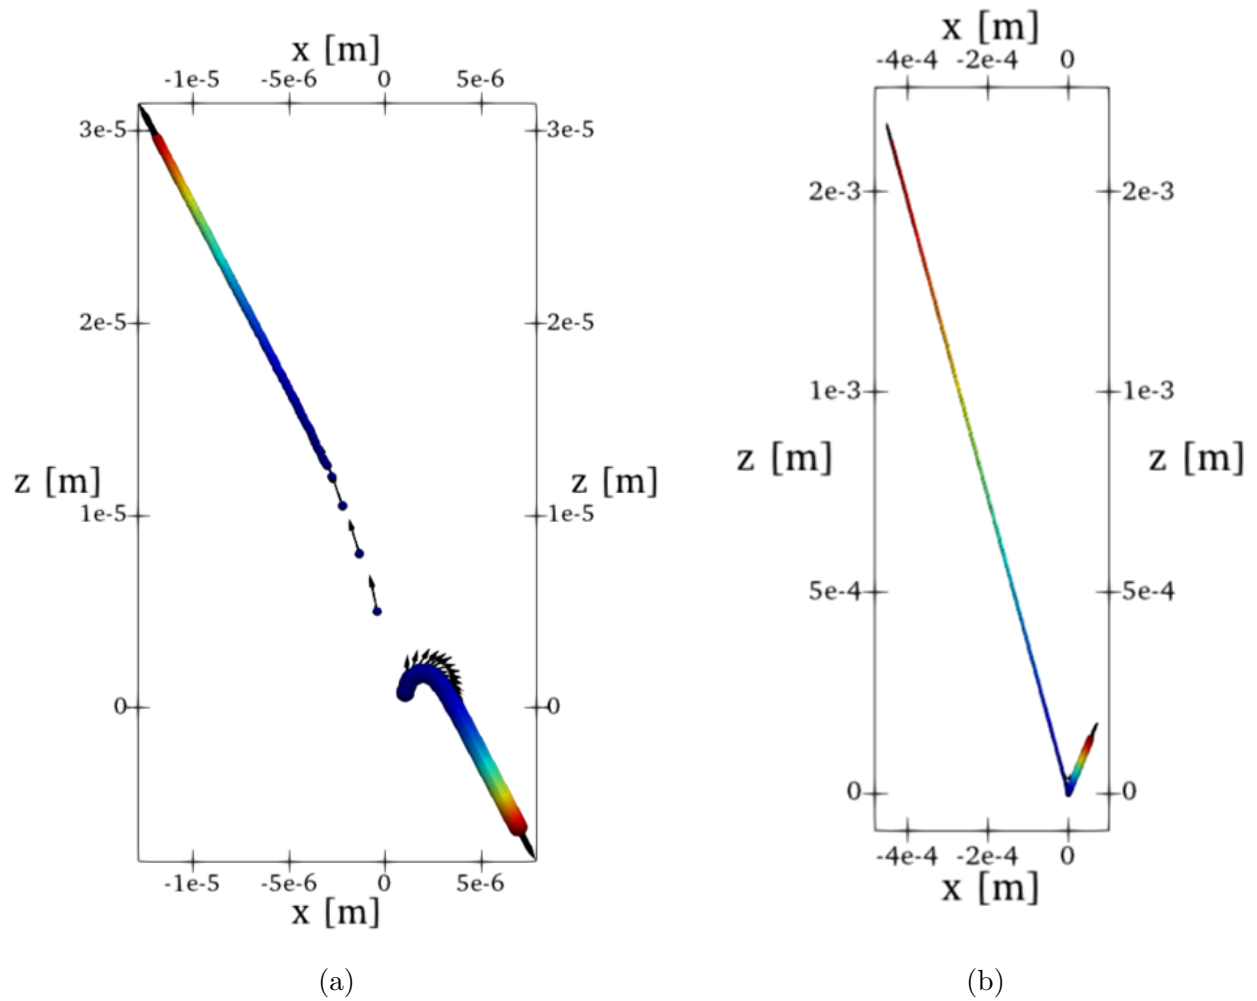 x [m]
-1e-5 -5e-6 0 5e-6
3e-5 3e-5
2e-5 2e-5
z [m] z [m]
1e-5 1e-5
0 0
-1e-5 -5e-6 0 5e-6
x [m]
(a)
x [m]
-4e-4 -2e-4 0
2e-3 2e-3
1e-3 1e-3
z [m] z [m]
5e-4 5e-4
0 0
-4e-4 -2e-4 0
x [m]
(b)